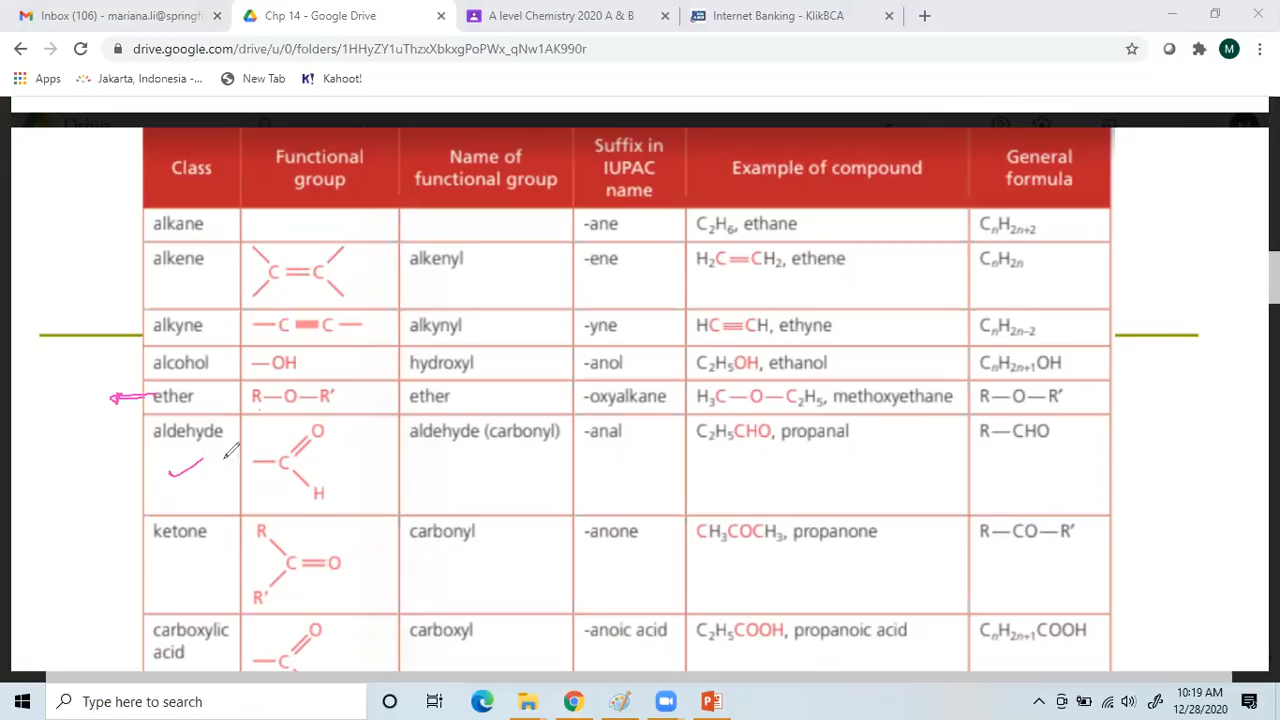 Inbox (106) - mariana.li@springf
Chp 14 - Google Drive
A level Chemistry 2020 A & B
Internet Banking - KlikBCA
drive.google.com/drive/u/0/folders/1HHyZY1uThzxXbkxgPoPWx_qNw1AK990r
M
Apps
Jakarta, Indonesia -...
New Tab
K! Kahoot!
Class Functional group Name of functional group Suffix in IUPAC name Example of compound General formula
alkane -ane C₂H₆, ethane CₙH₂ₙ₊₂
alkene C=C alkenyl -ene H₂C=CH₂, ethene CₙH₂ₙ
alkyne —C≡C— alkynyl -yne HC≡CH, ethyne CₙH₂ₙ₋₂
alcohol —OH hydroxyl -anol C₂H₅OH, ethanol CₙH₂ₙ₊₁OH
ether R—O—R′ ether -oxyalkane H₃C—O—C₂H₅, methoxyethane R—O—R′
aldehyde O aldehyde (carbonyl) -anal C₂H₅CHO, propanal R—CHO
—C
H
ketone R carbonyl -anone CH₃COCH₃, propanone R—CO—R′
C=O
R′
carboxylic acid O carboxyl -anoic acid C₂H₅COOH, propanoic acid CₙH₂ₙ₊₁COOH
—C
Type here to search
10:19 AM
12/28/2020